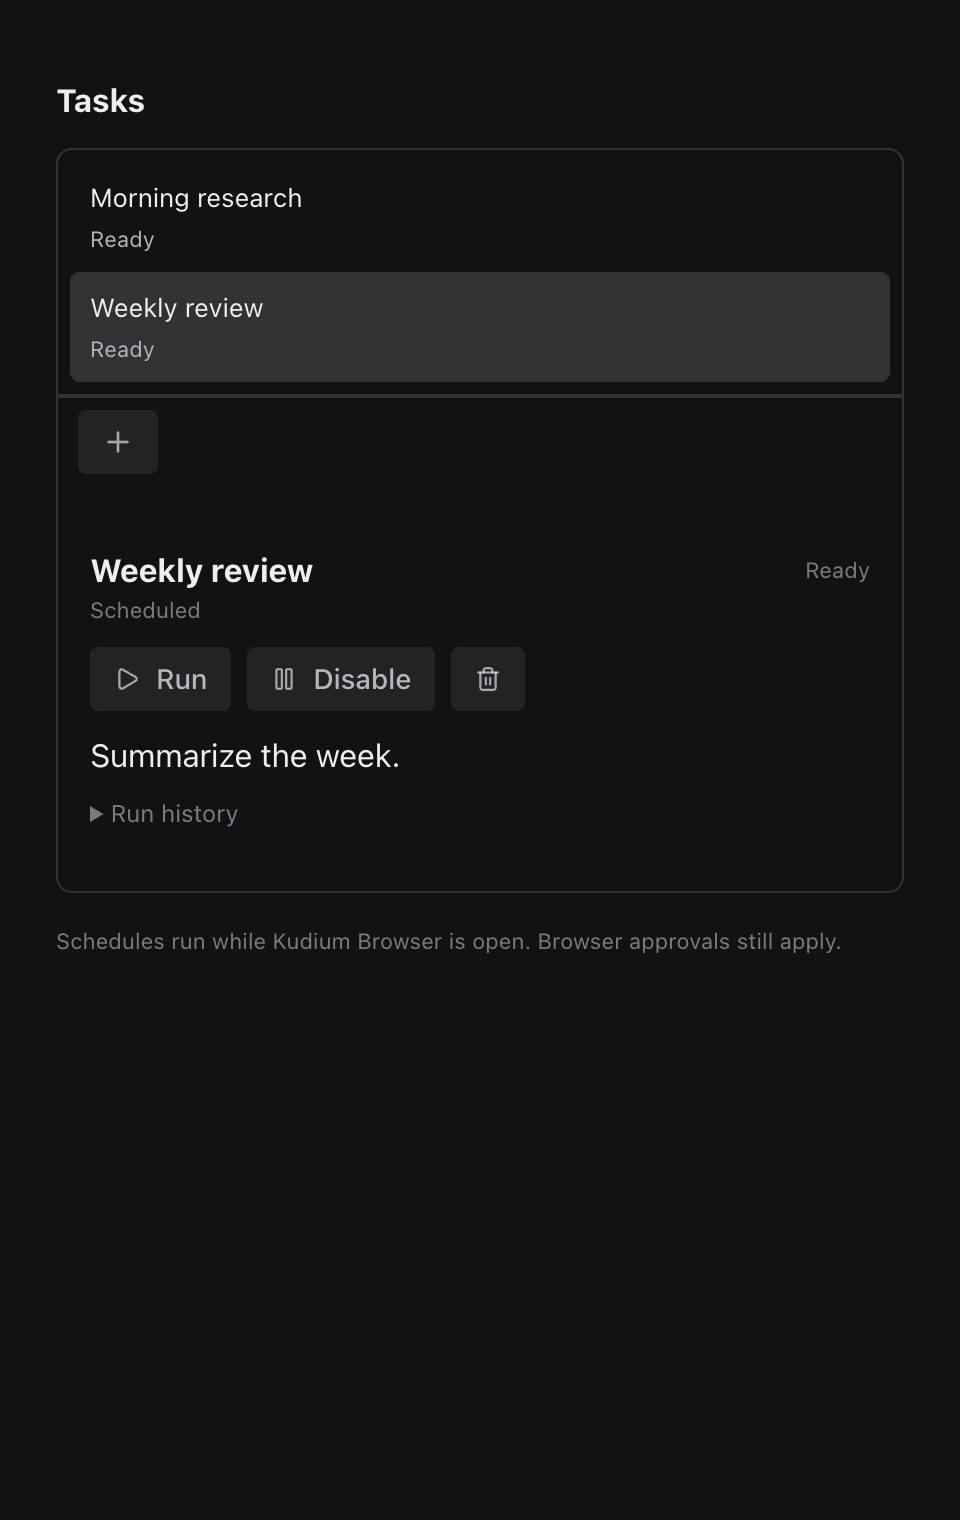 Tasks
Morning research
Ready
Weekly review
Ready
Weekly review
Ready
Scheduled
Run
Disable
Summarize the week.
Run history
Schedules run while Kudium Browser is open. Browser approvals still apply.